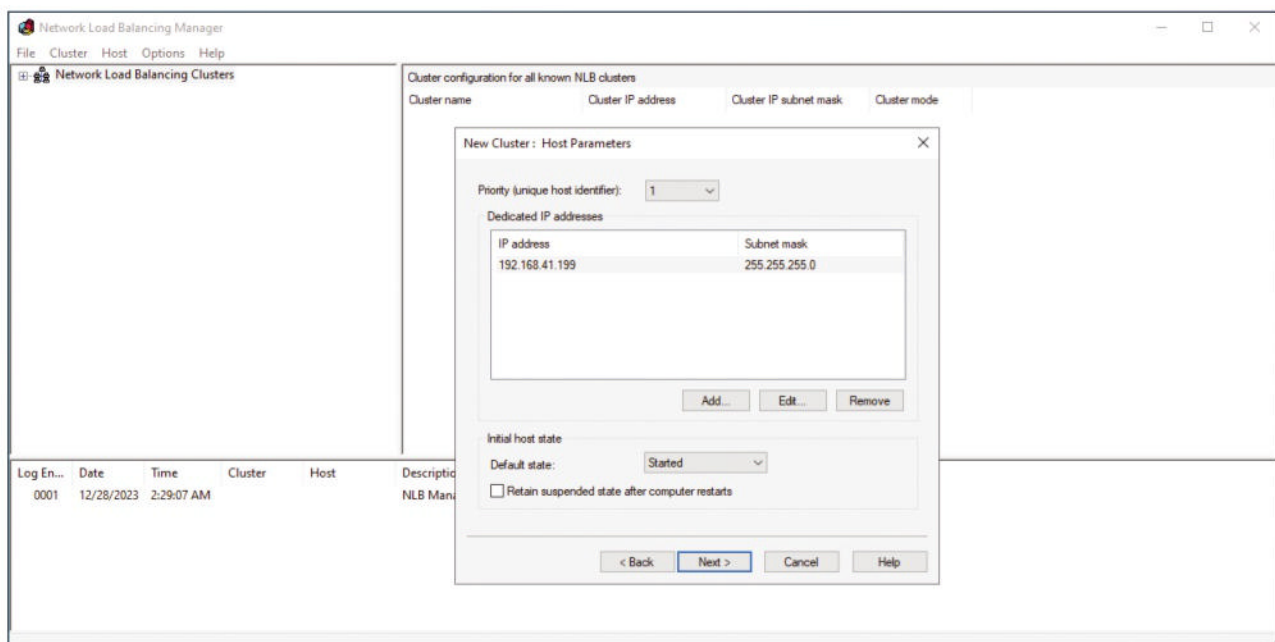 Network Load Balancing Manager
File Cluster Host Options Help
Network Load Balancing Clusters
Cluster configuration for all known NLB clusters
Cluster name Cluster IP address Cluster IP subnet mask Cluster mode
New Cluster : Host Parameters
Priority (unique host identifier): 1
Dedicated IP addresses
IP address Subnet mask
192.168.41.199 255.255.255.0
Add... Edit... Remove
Initial host state
Default state: Started
Retain suspended state after computer restarts
< Back Next > Cancel Help
Log En... Date Time Cluster Host Descriptio
0001 12/28/2023 2:29:07 AM NLB Mana